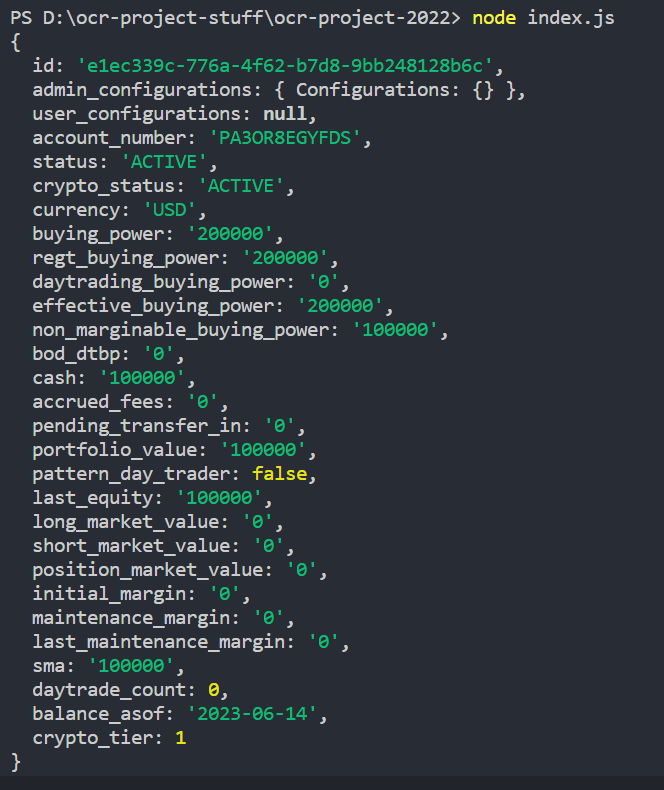 PS D:\ocr-project-stuff\ocr-project-2022> node index.js
{
  id: 'e1ec339c-776a-4f62-b7d8-9bb248128b6c',
  admin_configurations: { Configurations: {} },
  user_configurations: null,
  account_number: 'PA3OR8EGYFDS',
  status: 'ACTIVE',
  crypto_status: 'ACTIVE',
  currency: 'USD',
  buying_power: '200000',
  regt_buying_power: '200000',
  daytrading_buying_power: '0',
  effective_buying_power: '200000',
  non_marginable_buying_power: '100000',
  bod_dtbp: '0',
  cash: '100000',
  accrued_fees: '0',
  pending_transfer_in: '0',
  portfolio_value: '100000',
  pattern_day_trader: false,
  last_equity: '100000',
  long_market_value: '0',
  short_market_value: '0',
  position_market_value: '0',
  initial_margin: '0',
  maintenance_margin: '0',
  last_maintenance_margin: '0',
  sma: '100000',
  daytrade_count: 0,
  balance_asof: '2023-06-14',
  crypto_tier: 1
}